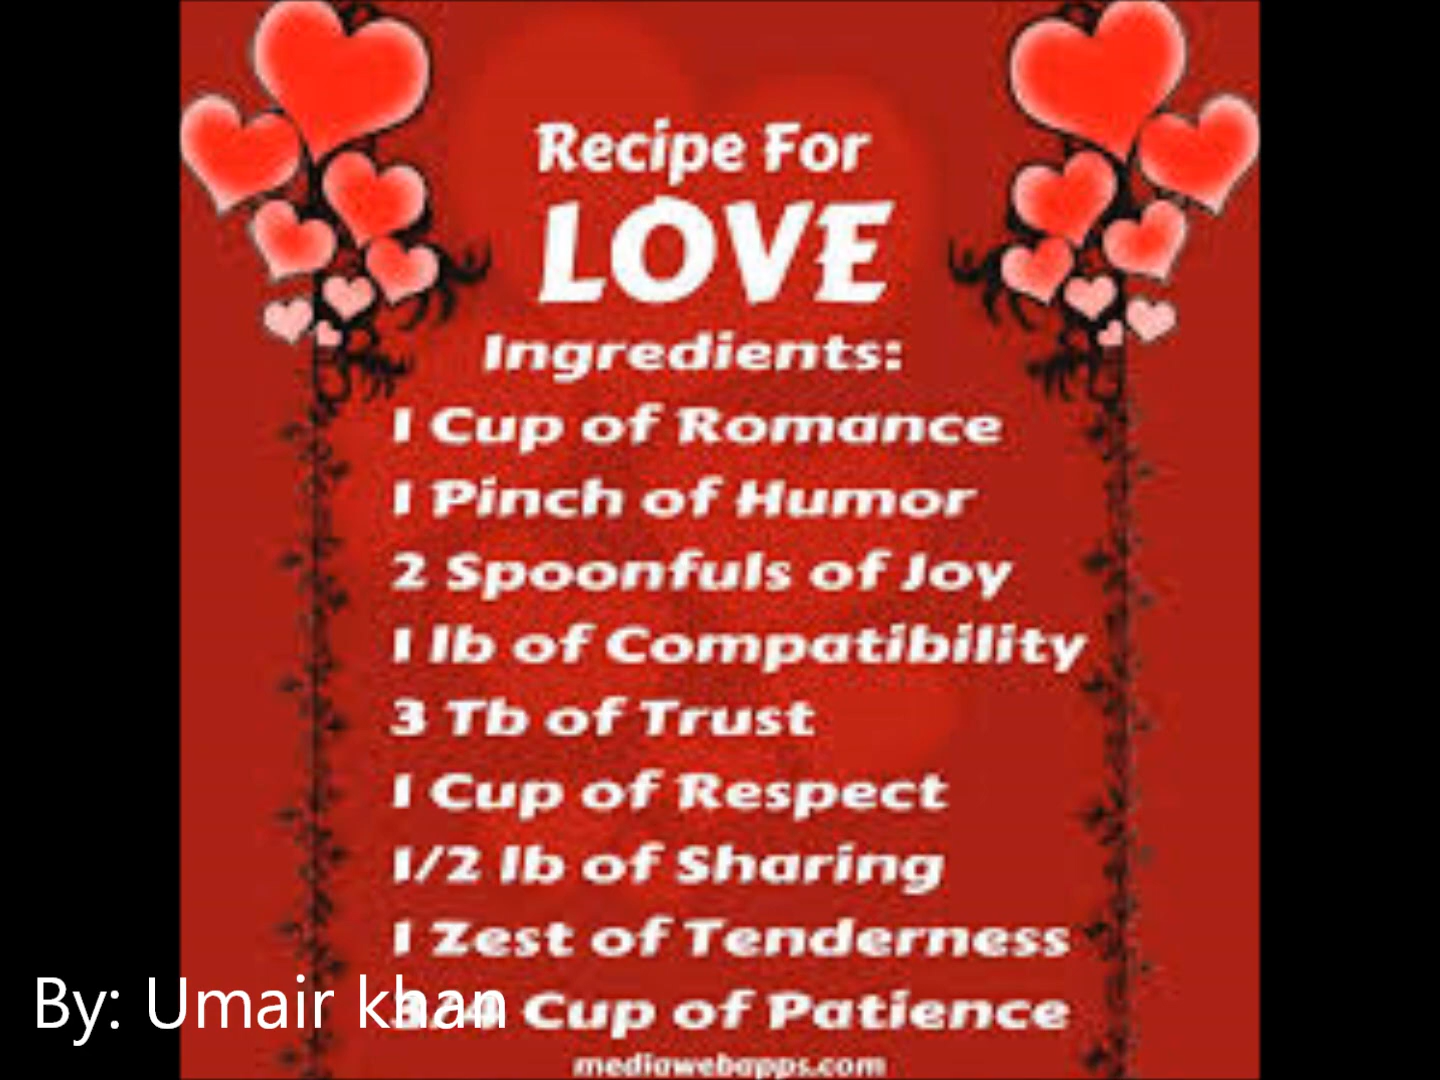 Recipe For
LOVE
Ingredients:
1 Cup of Romance
1 Pinch of Humor
2 Spoonfuls of Joy
1 lb of Compatibility
3 Tb of Trust
1 Cup of Respect
1/2 lb of Sharing
1 Zest of Tenderness
3/4 Cup of Patience
By: Umair khan
mediawebapps.com